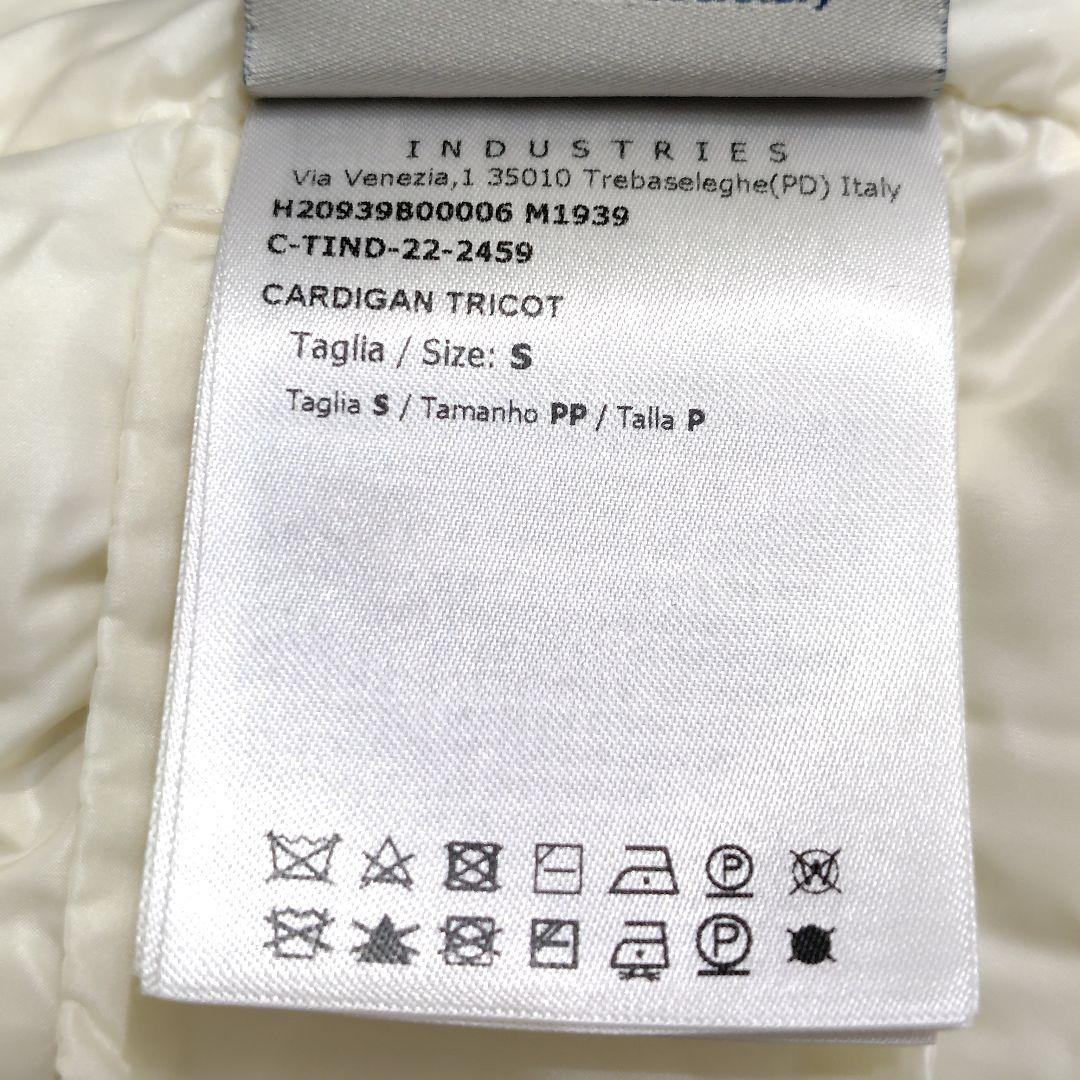 INDUSTRIES
Via Venezia,1 35010 Trebaseleghe(PD) Italy
H20939B00006 M1939
C-TIND-22-2459
CARDIGAN TRICOT
Taglia / Size: S
Taglia S / Tamanho PP / Talla P
P W
P